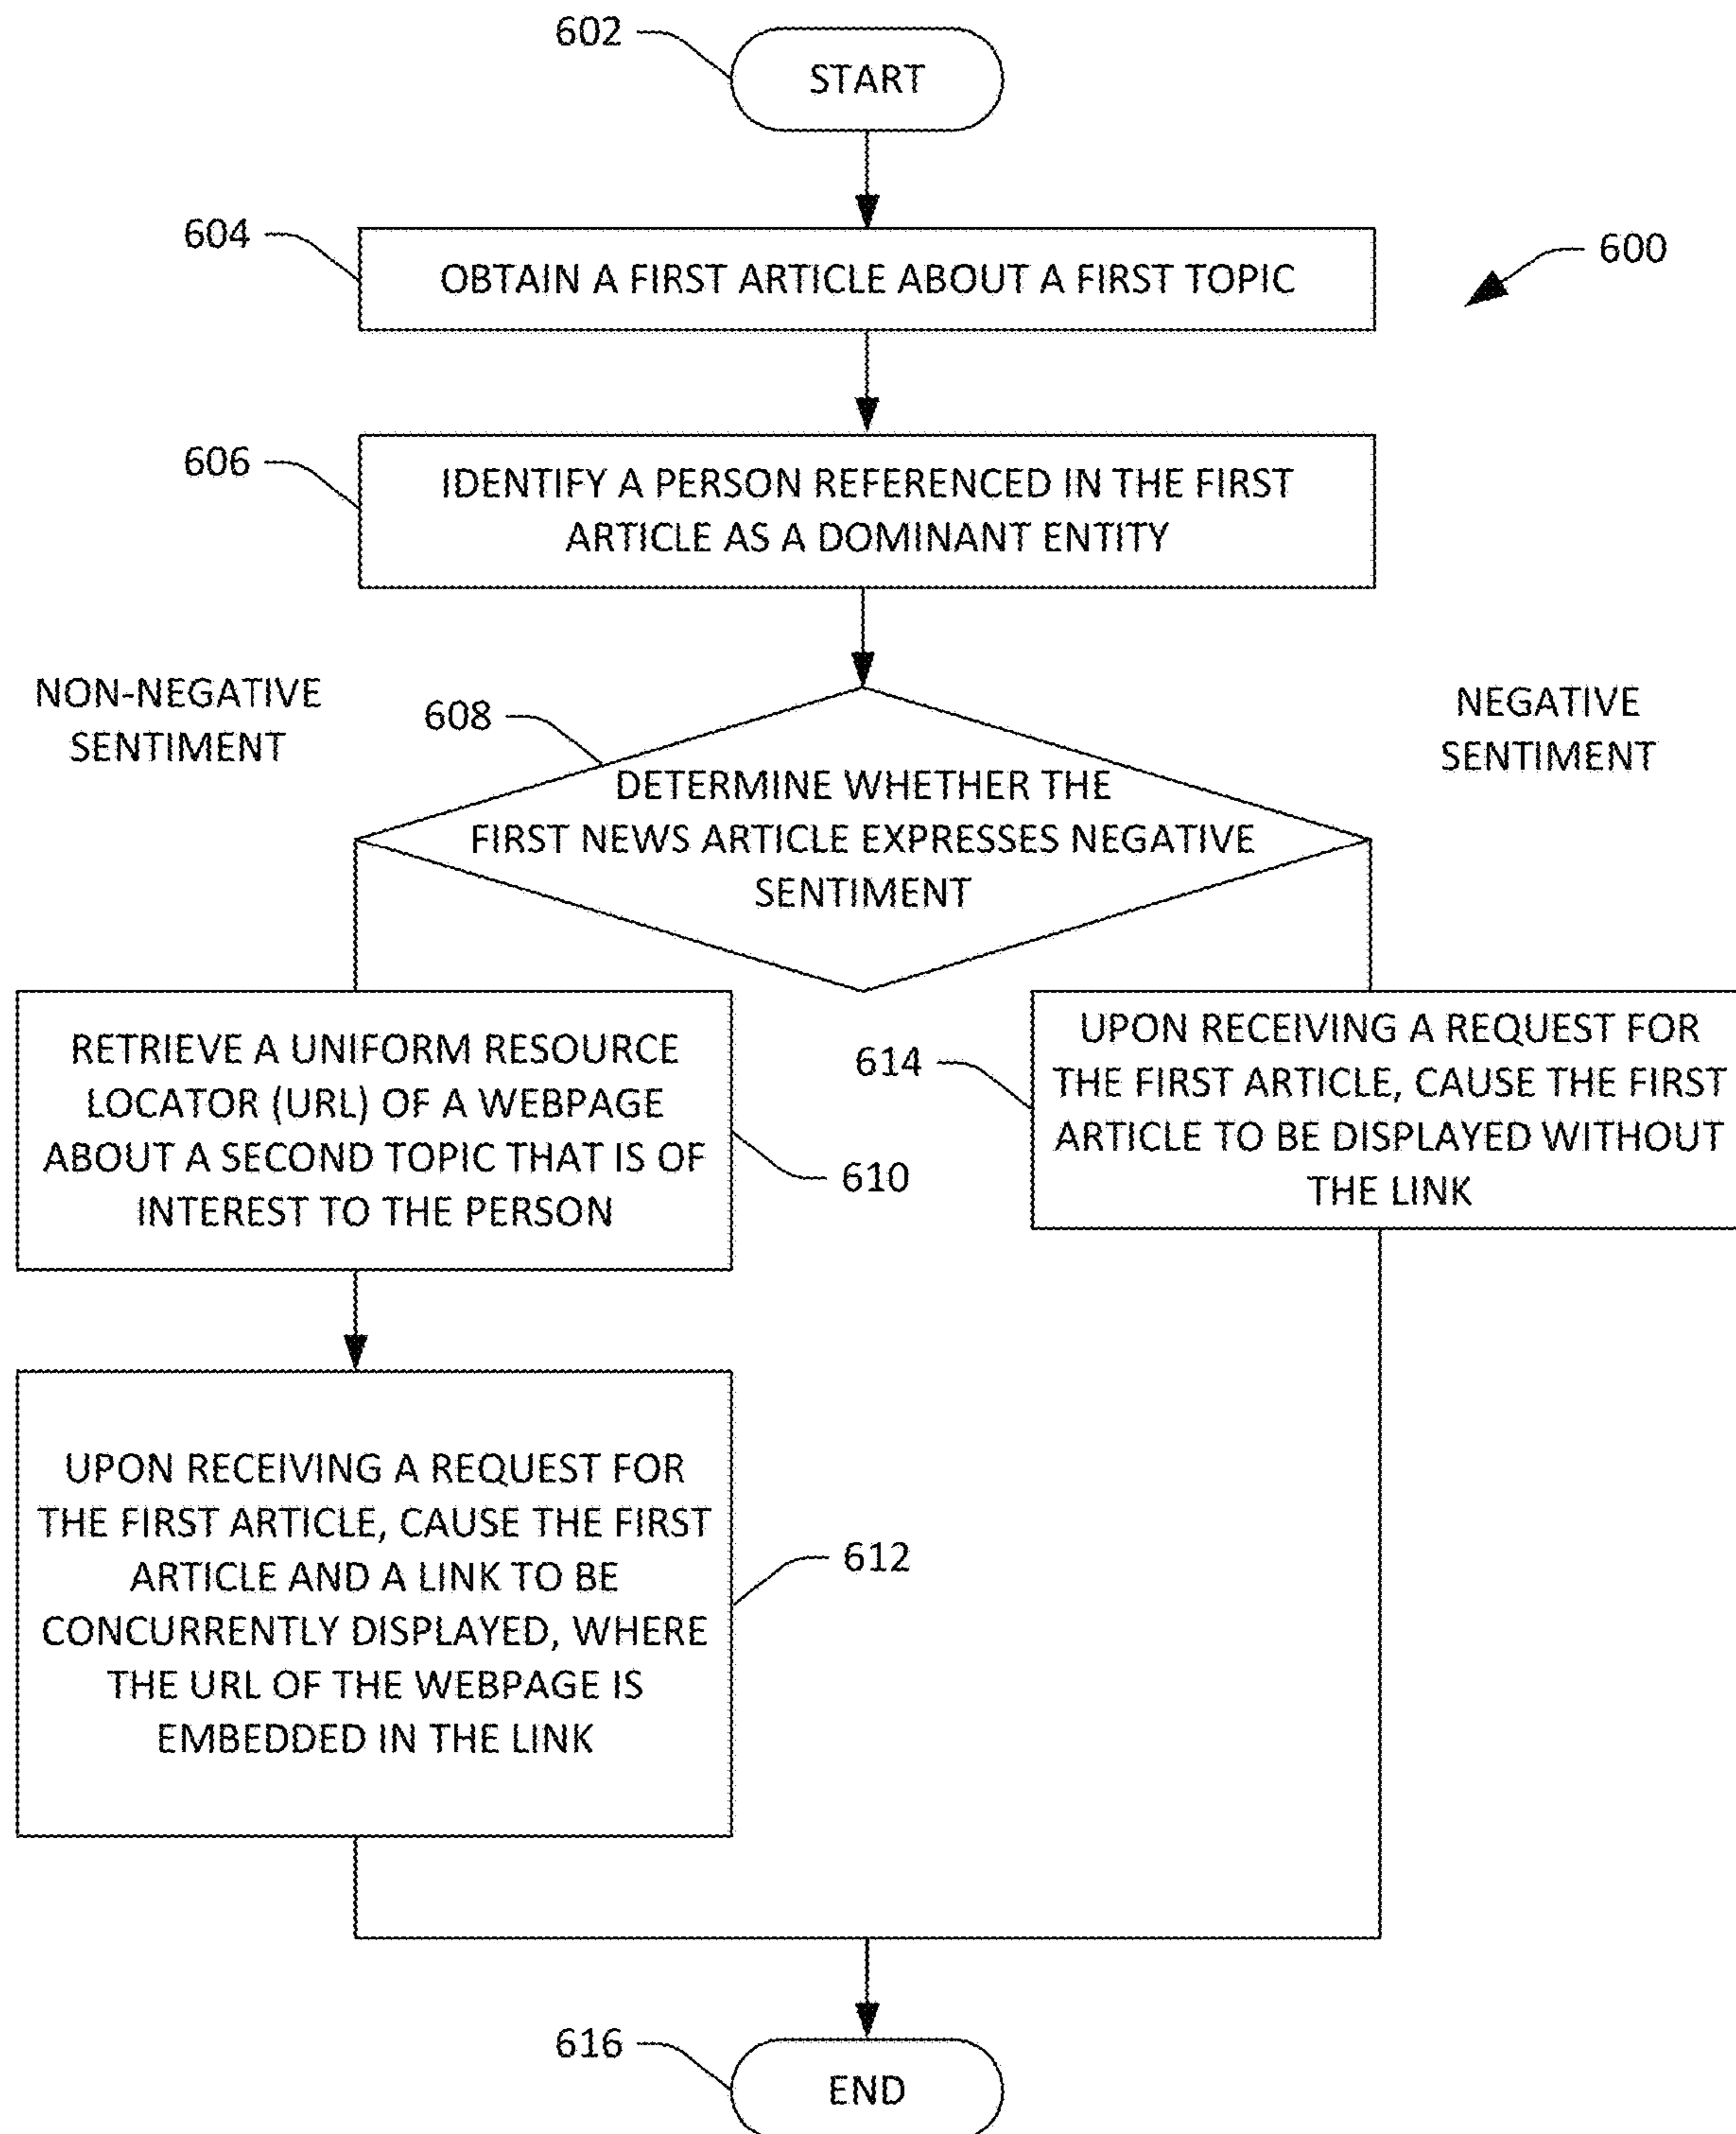 602
START
604
OBTAIN A FIRST ARTICLE ABOUT A FIRST TOPIC
600
606
IDENTIFY A PERSON REFERENCED IN THE FIRST
ARTICLE AS A DOMINANT ENTITY
NON-NEGATIVE
SENTIMENT
608
NEGATIVE
SENTIMENT
DETERMINE WHETHER THE
FIRST NEWS ARTICLE EXPRESSES NEGATIVE
SENTIMENT
RETRIEVE A UNIFORM RESOURCE
LOCATOR (URL) OF A WEBPAGE
ABOUT A SECOND TOPIC THAT IS OF
INTEREST TO THE PERSON
610
614
UPON RECEIVING A REQUEST FOR
THE FIRST ARTICLE, CAUSE THE FIRST
ARTICLE TO BE DISPLAYED WITHOUT
THE LINK
UPON RECEIVING A REQUEST FOR
THE FIRST ARTICLE, CAUSE THE FIRST
ARTICLE AND A LINK TO BE
CONCURRENTLY DISPLAYED, WHERE
THE URL OF THE WEBPAGE IS
EMBEDDED IN THE LINK
612
616
END